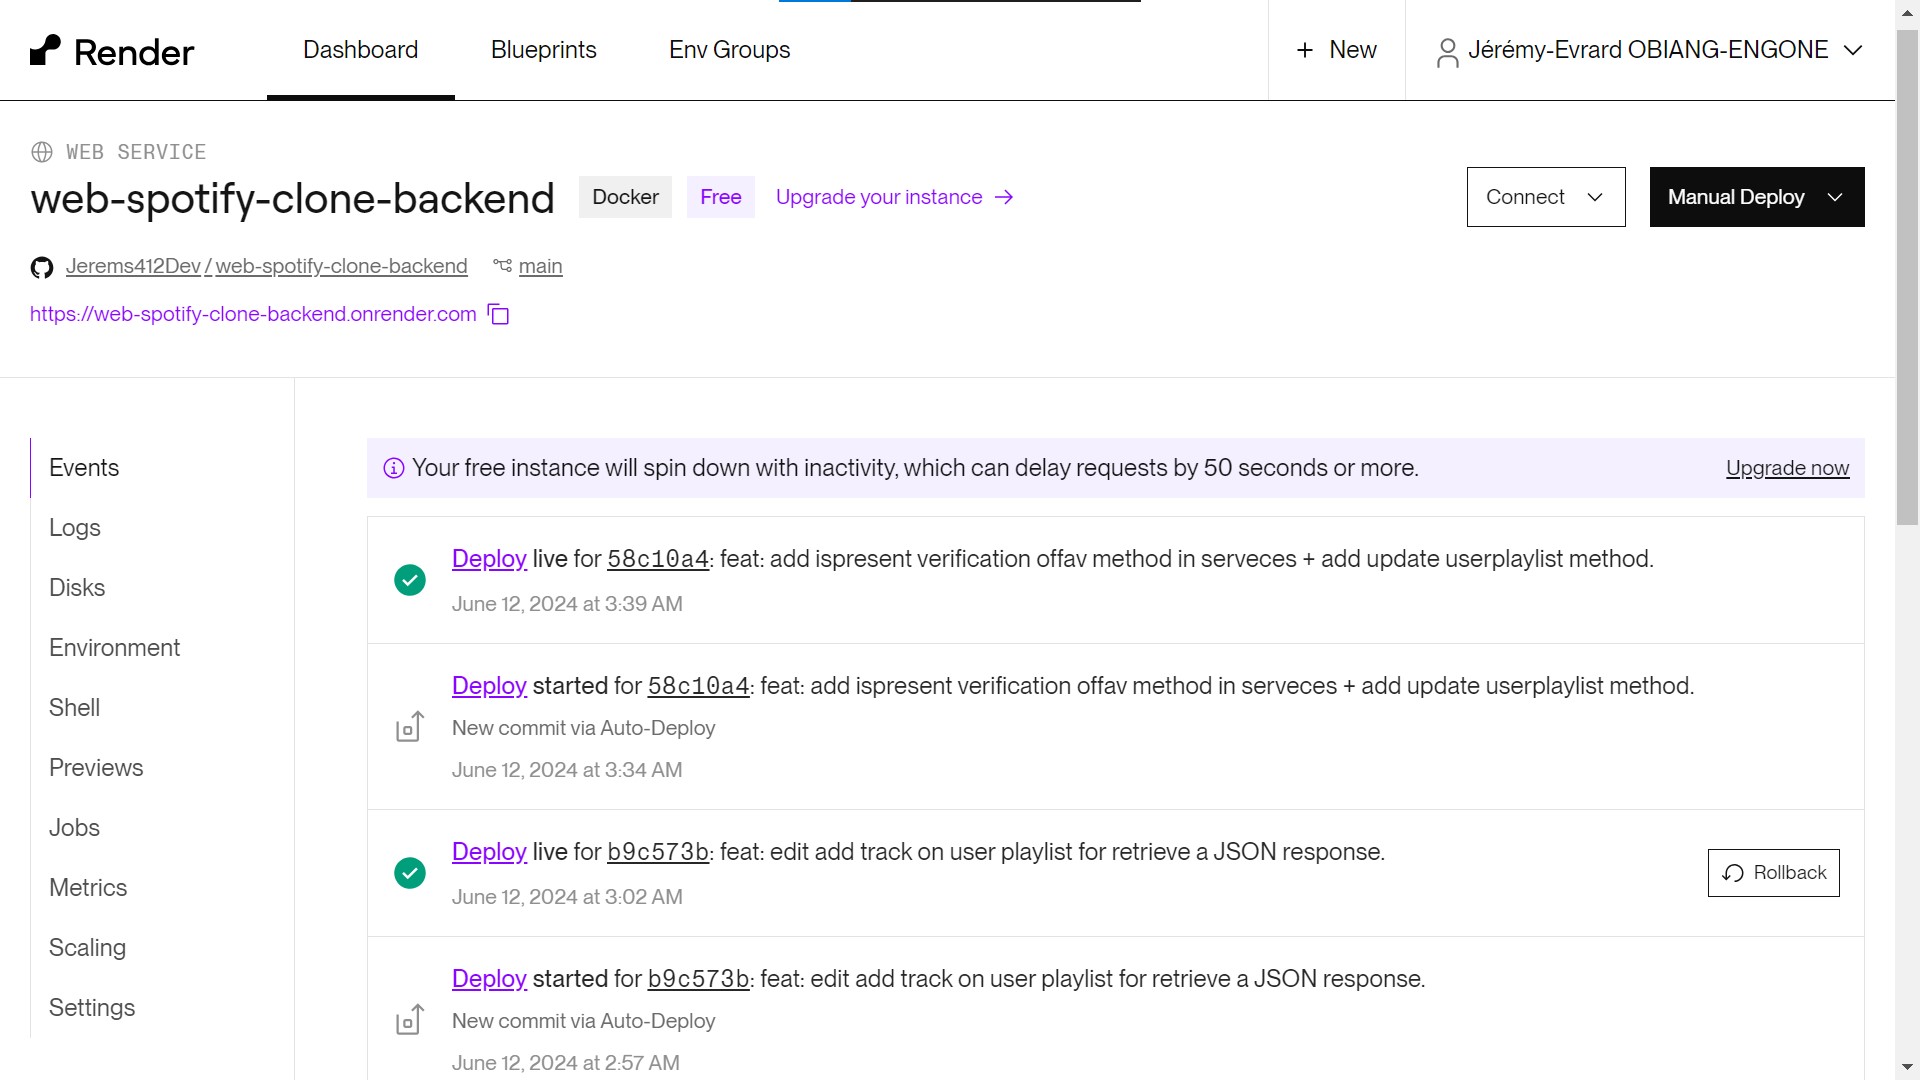 Render
Dashboard
Blueprints
Env Groups
+ New
Jérémy-Evrard OBIANG-ENGONE
WEB SERVICE
web-spotify-clone-backend
Docker
Free
Upgrade your instance
Connect
Manual Deploy
Jerems412Dev / web-spotify-clone-backend
main
https://web-spotify-clone-backend.onrender.com
Events
Logs
Disks
Environment
Shell
Previews
Jobs
Metrics
Scaling
Settings
Your free instance will spin down with inactivity, which can delay requests by 50 seconds or more.
Upgrade now
Deploy live for 58c10a4: feat: add ispresent verification offav method in serveces + add update userplaylist method.
June 12, 2024 at 3:39 AM
Deploy started for 58c10a4: feat: add ispresent verification offav method in serveces + add update userplaylist method.
New commit via Auto-Deploy
June 12, 2024 at 3:34 AM
Deploy live for b9c573b: feat: edit add track on user playlist for retrieve a JSON response.
June 12, 2024 at 3:02 AM
Rollback
Deploy started for b9c573b: feat: edit add track on user playlist for retrieve a JSON response.
New commit via Auto-Deploy
June 12, 2024 at 2:57 AM